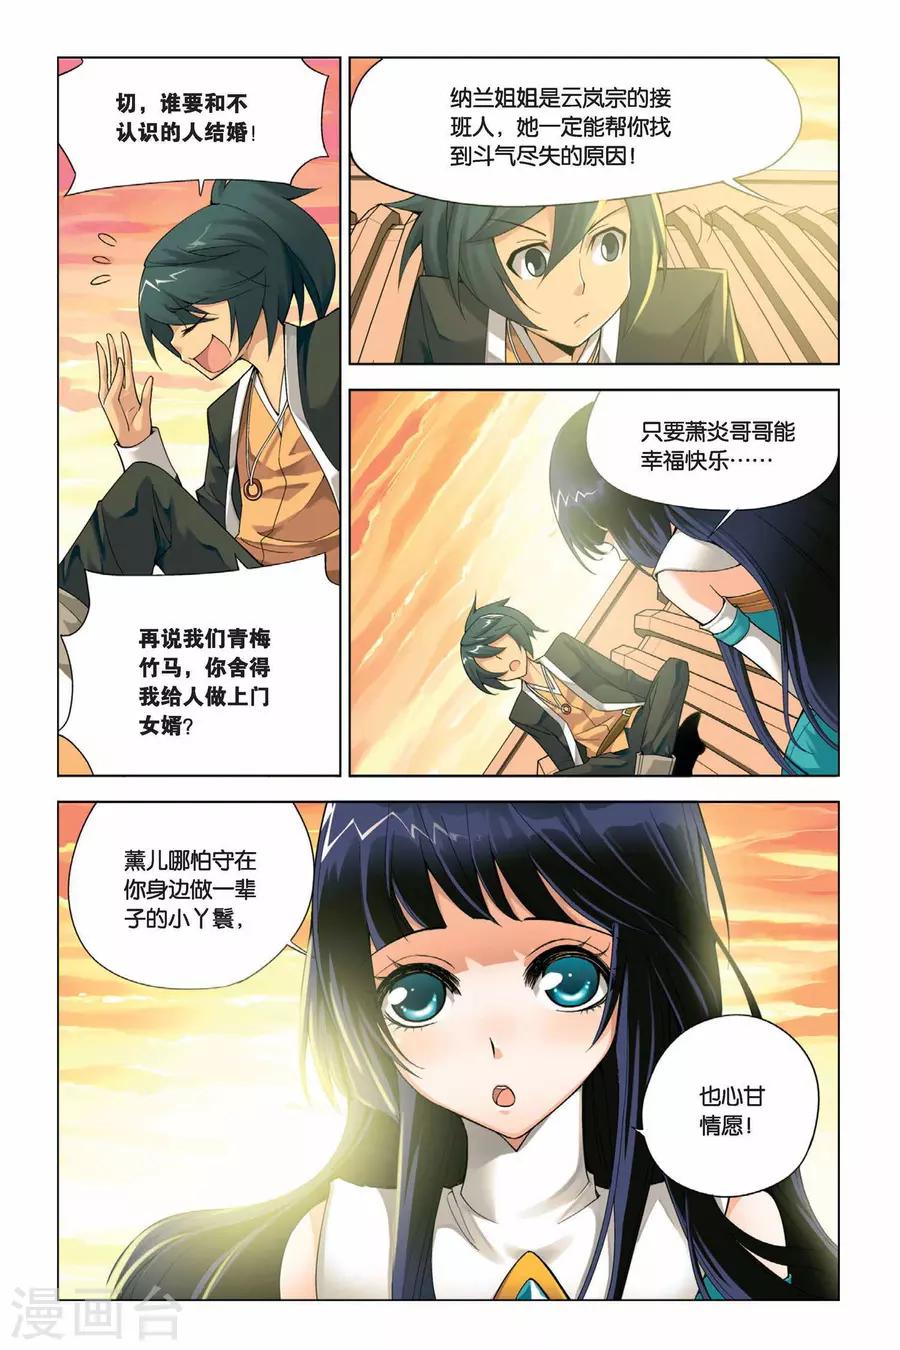 切，谁要和不
认识的人结婚！
纳兰姐姐是云岚宗的接
班人，她一定能帮你找
到斗气尽失的原因！
再说我们青梅
竹马，你舍得
我给人做上门
女婿？
只要萧炎哥哥能
幸福快乐……
薰儿哪怕守在
你身边做一辈
子的小丫鬟，
也心甘
情愿！
漫画台